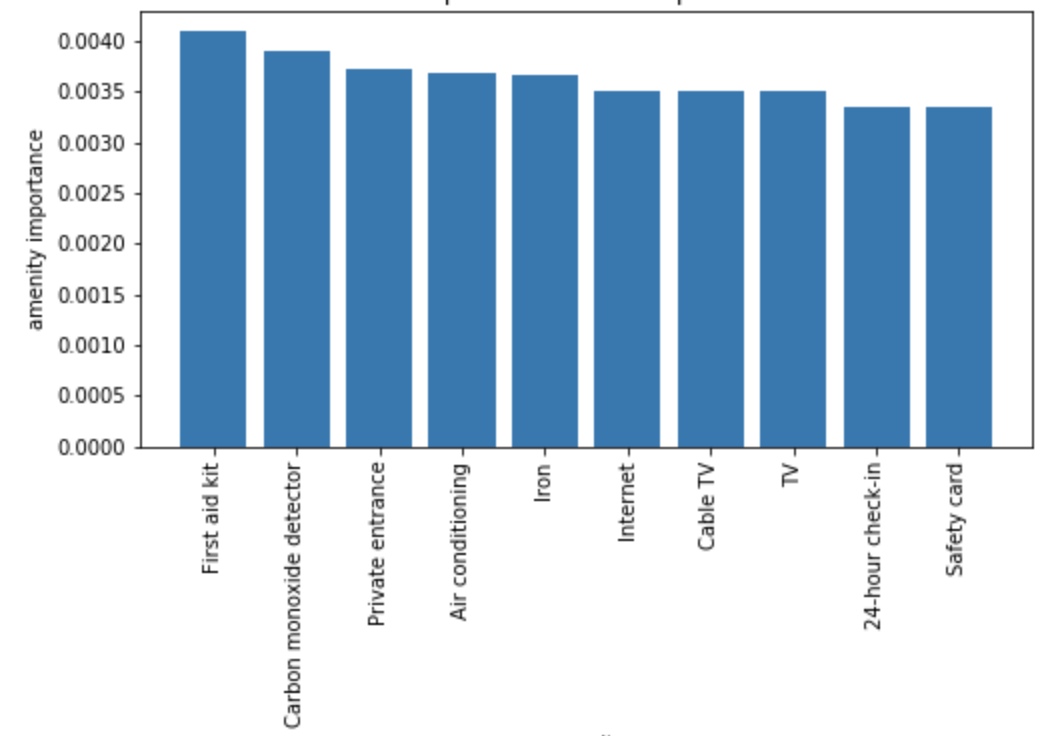 amenity importance
0.0040
0.0035
0.0030
0.0025
0.0020
0.0015
0.0010
0.0005
0.0000
First aid kit
Carbon monoxide detector
Private entrance
Air conditioning
Iron
Internet
Cable TV
TV
24-hour check-in
Safety card